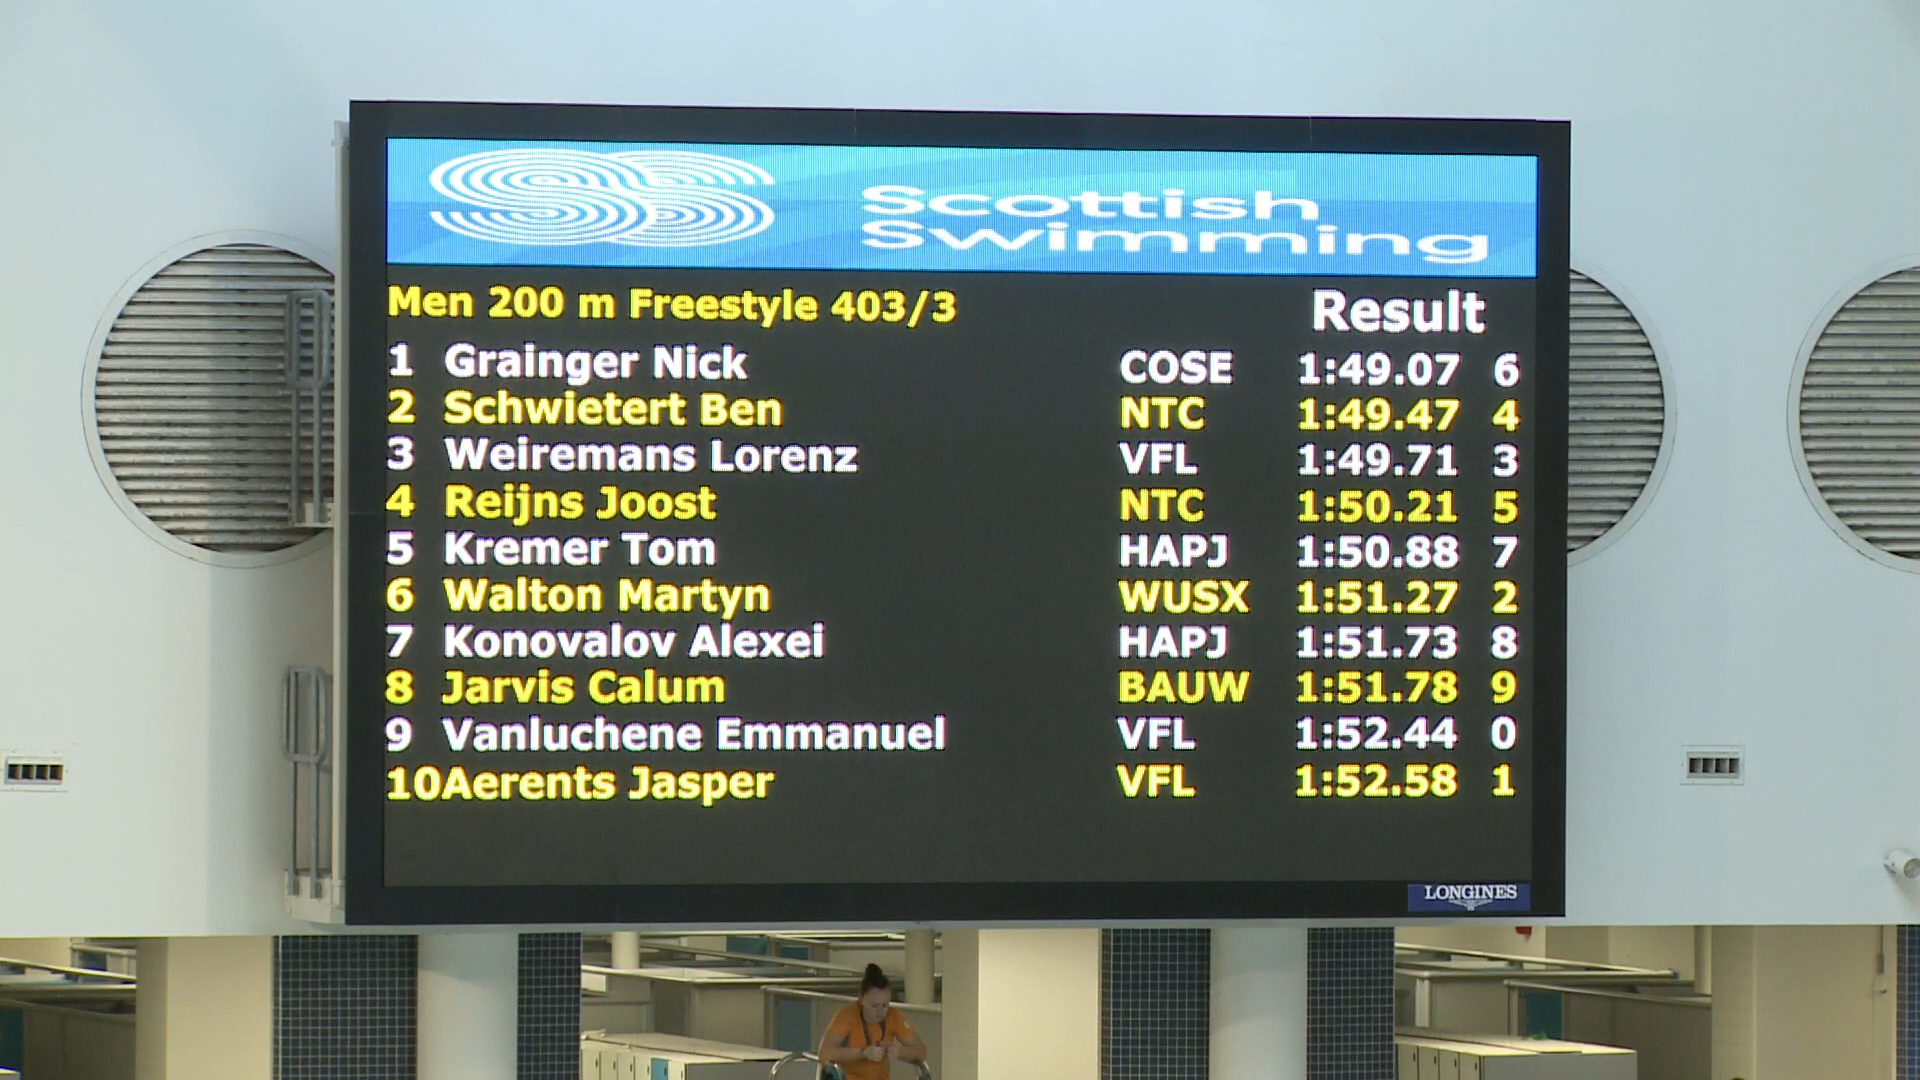 Scottish
Swimming
Men 200 m Freestyle 403/3 Result
1 Grainger Nick COSE 1:49.07 6
2 Schwietert Ben NTC 1:49.47 4
3 Weiremans Lorenz VFL 1:49.71 3
4 Reijns Joost NTC 1:50.21 5
5 Kremer Tom HAPJ 1:50.88 7
6 Walton Martyn WUSX 1:51.27 2
7 Konovalov Alexei HAPJ 1:51.73 8
8 Jarvis Calum BAUW 1:51.78 9
9 Vanluchene Emmanuel VFL 1:52.44 0
10 Aerents Jasper VFL 1:52.58 1
LONGINES